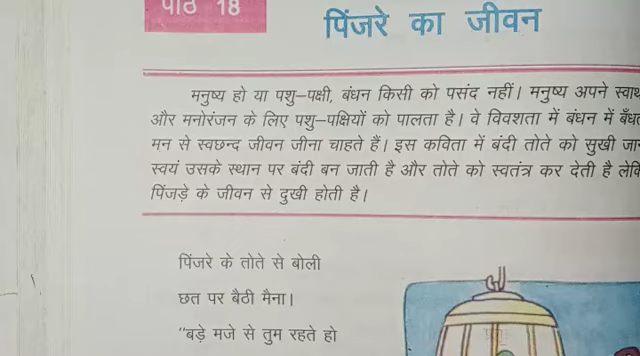 पाठ 18
पिंजरे का जीवन
मनुष्य हो या पशु–पक्षी, बंधन किसी को पसंद नहीं। मनुष्य अपने
और मनोरंजन के लिए पशु–पक्षियों को पालता है। वे विवशता में बंधन में
मन से स्वछन्द जीवन जीना चाहते हैं। इस कविता में बंदी तोते को सुखी
स्वयं उसके स्थान पर बंदी बन जाती है और तोते को स्वतंत्र कर देती है
पिंजड़े के जीवन से दुखी होती है।
पिंजरे के तोते से बोली
छत पर बैठी मैना।
"बड़े मजे से तुम रहते हो